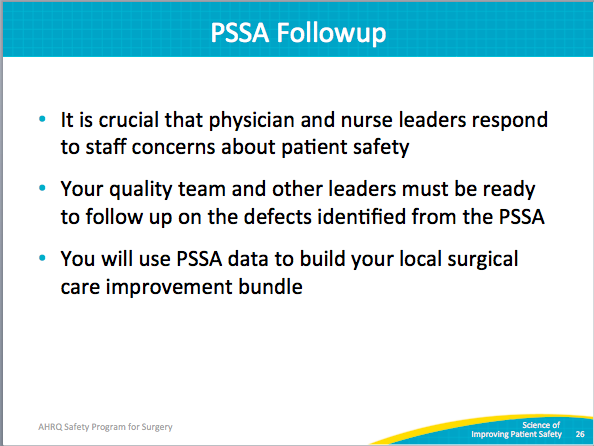 PSSA Followup
• It is crucial that physician and nurse leaders respond
to staff concerns about patient safety
• Your quality team and other leaders must be ready
to follow up on the defects identified from the PSSA
• You will use PSSA data to build your local surgical
care improvement bundle
AHRQ Safety Program for Surgery
Science of
Improving Patient Safety 26